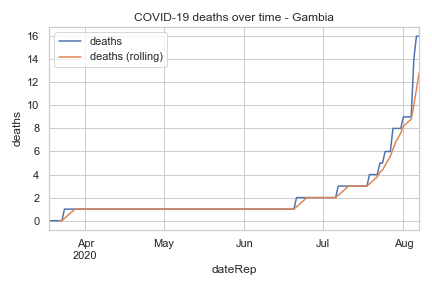 COVID-19 deaths over time - Gambia
deaths
deaths (rolling)
16
14
12
10
8
6
4
2
0
deaths
Apr
2020
May
Jun
Jul
Aug
dateRep